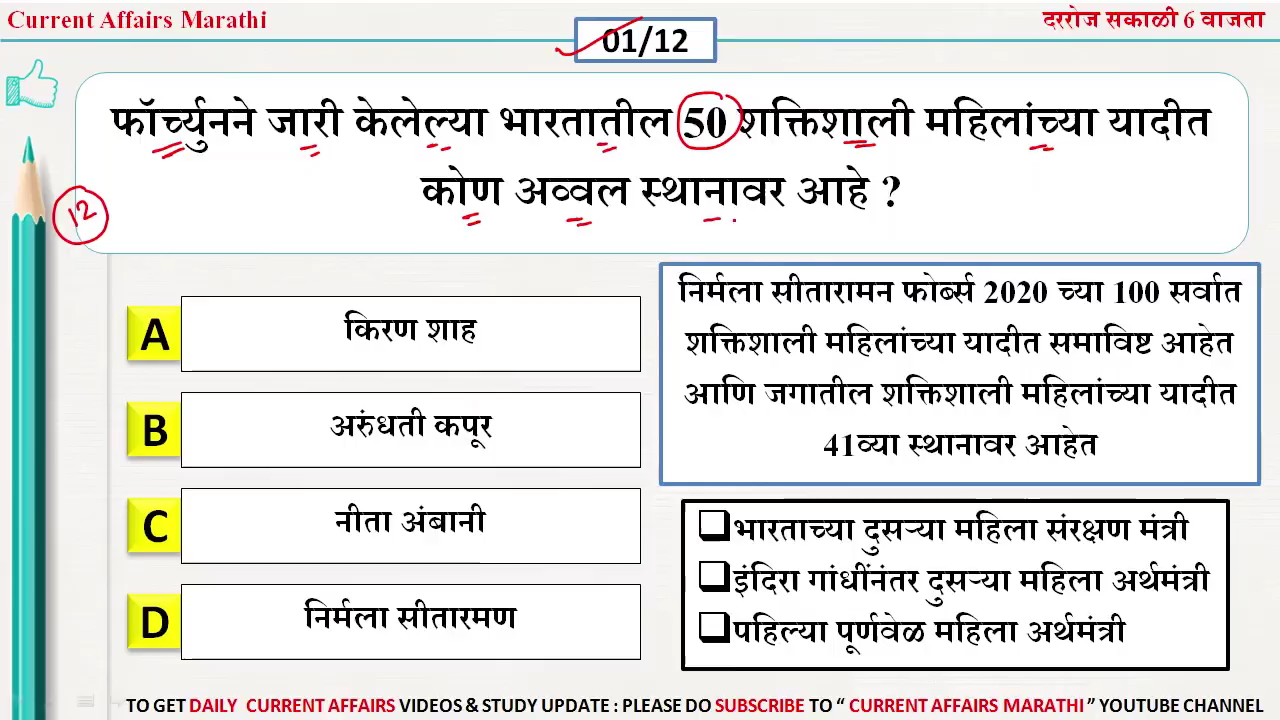 Current Affairs Marathi
दररोज सकाळी 6 वाजता
01/12
फॉर्च्युनने जारी केलेल्या भारतातील 50 शक्तिशाली महिलांच्या यादीत
कोण अव्वल स्थानावर आहे ?
12
A किरण शाह
B अरुंधती कपूर
C नीता अंबानी
D निर्मला सीतारमण
निर्मला सीतारामन फोर्ब्स 2020 च्या 100 सर्वात
शक्तिशाली महिलांच्या यादीत समाविष्ट आहेत
आणि जगातील शक्तिशाली महिलांच्या यादीत
41व्या स्थानावर आहेत
भारताच्या दुसऱ्या महिला संरक्षण मंत्री
इंदिरा गांधींनंतर दुसऱ्या महिला अर्थमंत्री
पहिल्या पूर्णवेळ महिला अर्थमंत्री
TO GET DAILY CURRENT AFFAIRS VIDEOS & STUDY UPDATE : PLEASE DO SUBSCRIBE TO “ CURRENT AFFAIRS MARATHI ” YOUTUBE CHANNEL